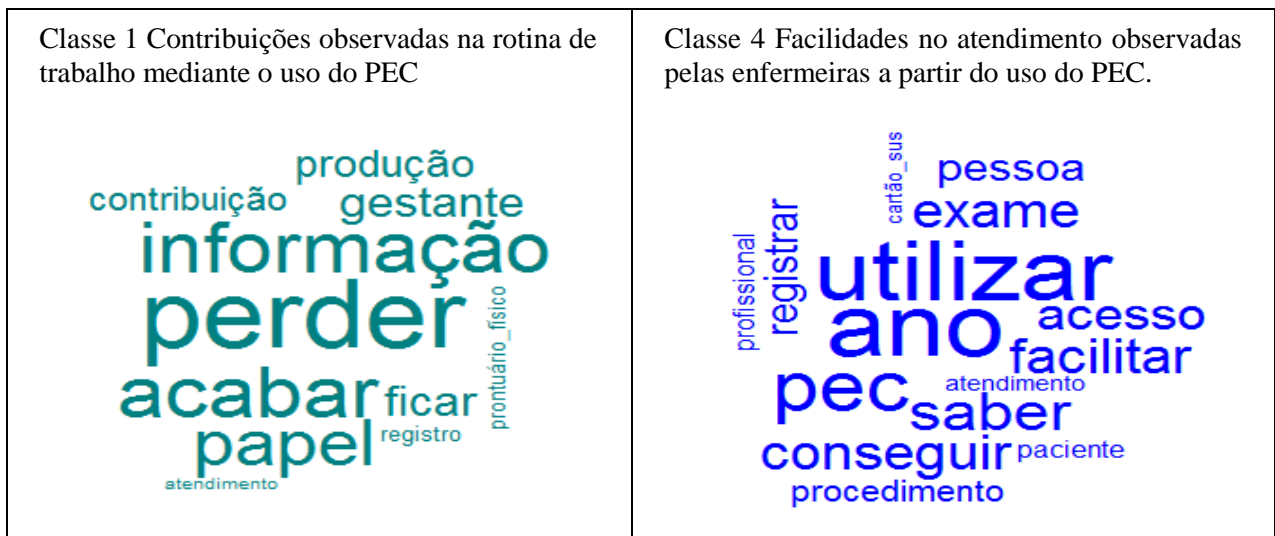 Classe 1 Contribuições observadas na rotina de
trabalho mediante o uso do PEC
produção
contribuição
gestante
informação
perder
prontuário_físico
acabar
ficar
papel
registro
atendimento
Classe 4 Facilidades no atendimento observadas
pelas enfermeiras a partir do uso do PEC.
cartão_sus
pessoa
exame
profissional
registrar
utilizar
ano
acesso
facilitar
pec
atendimento
saber
conseguir
paciente
procedimento